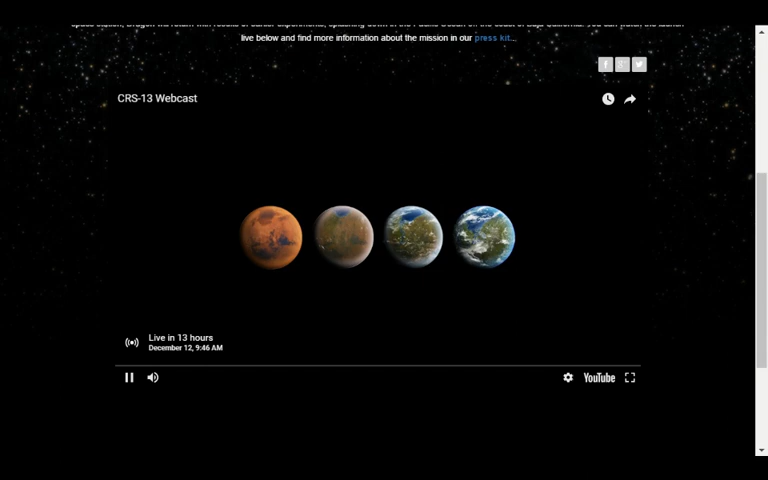 live below and find more information about the mission in our press kit...
CRS-13 Webcast
Live in 13 hours
December 12, 9:46 AM
YouTube